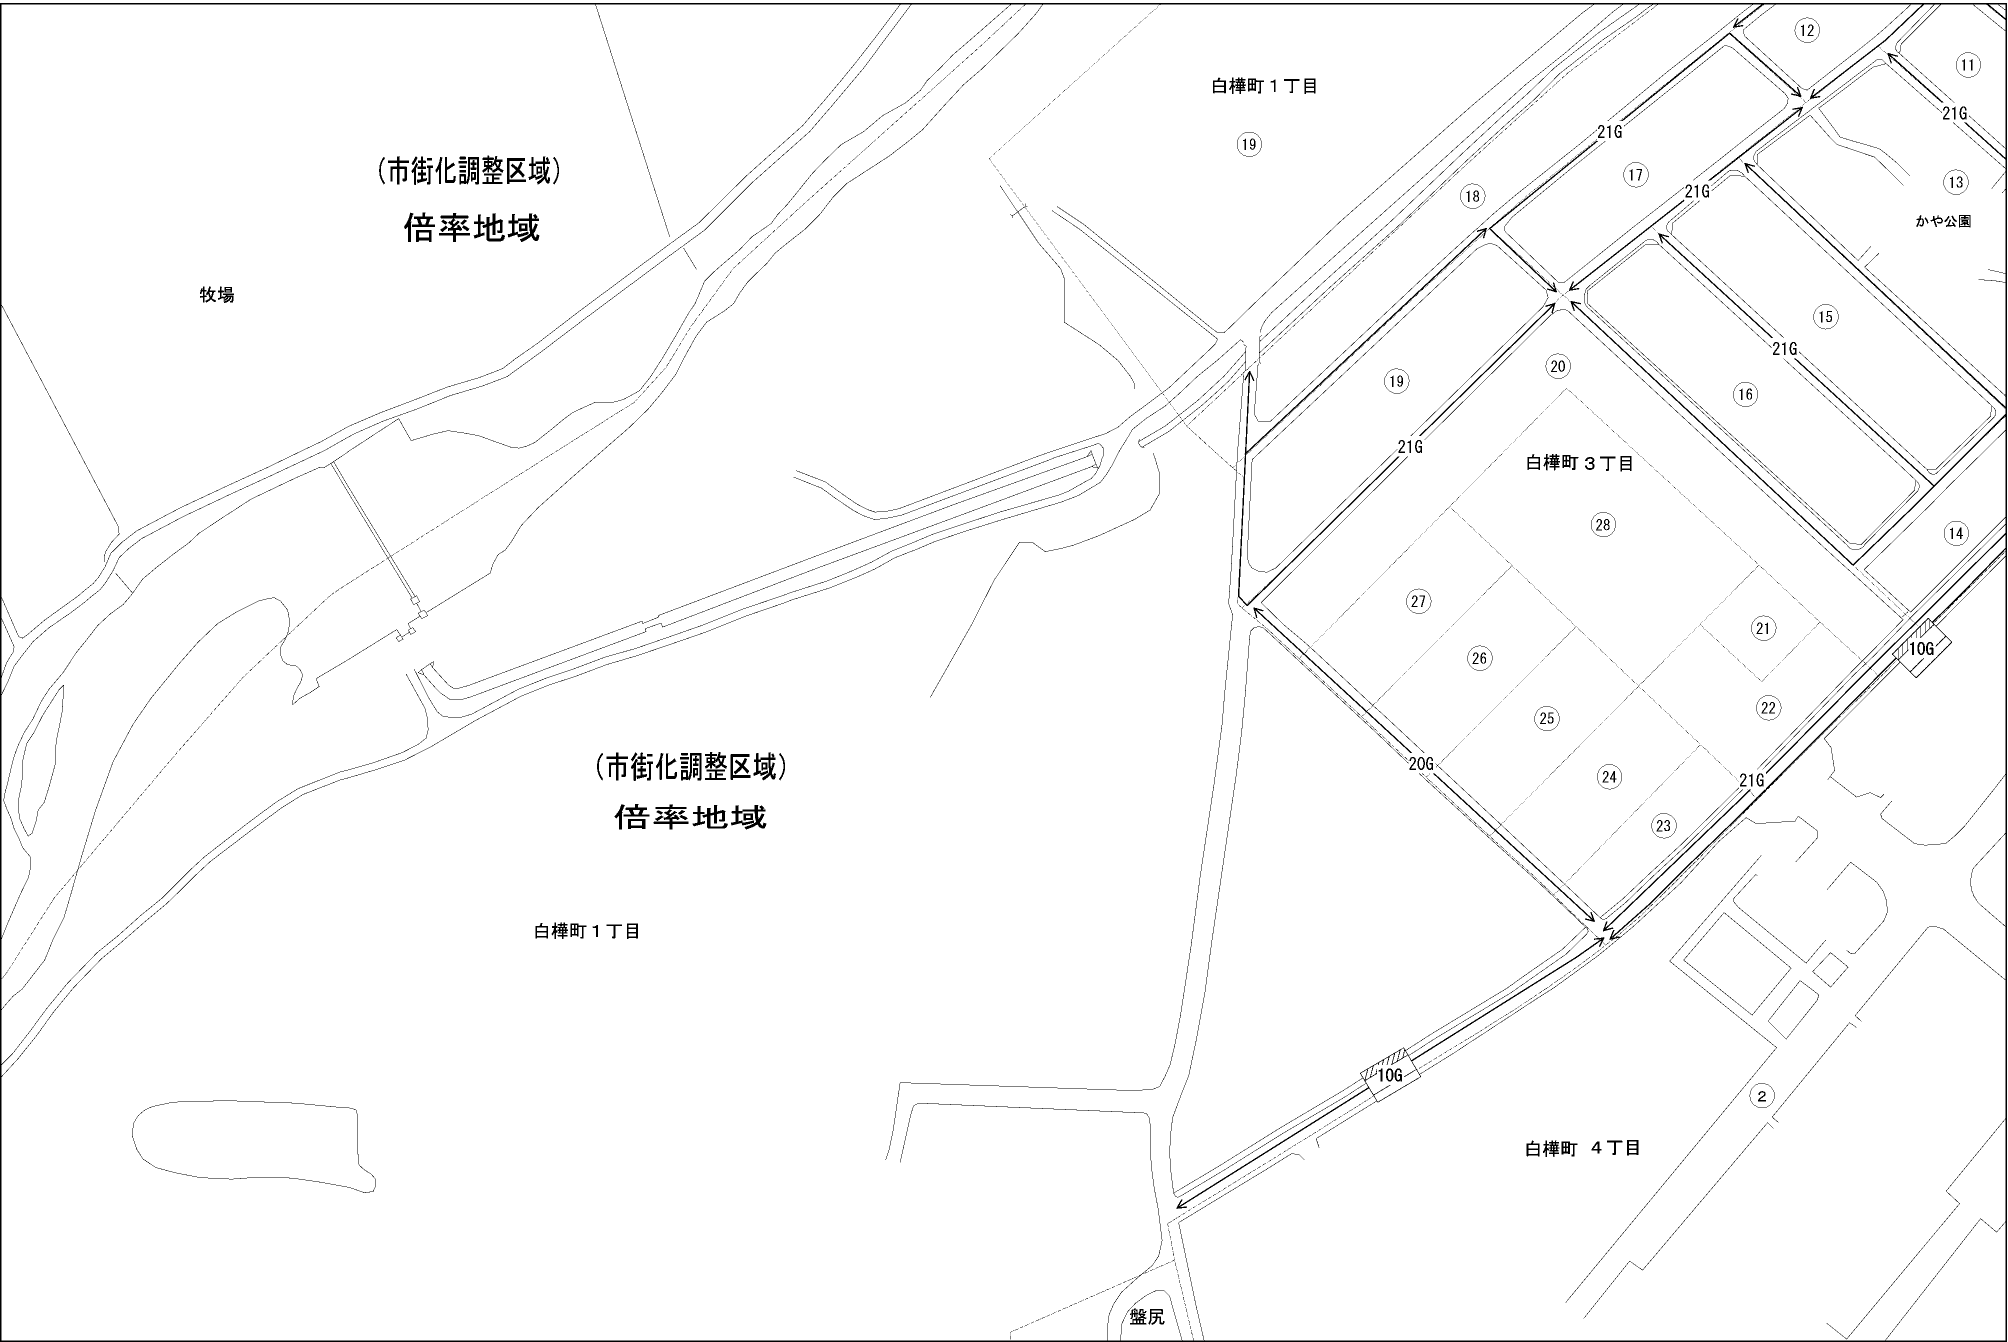 ⑫
⑪
白樺町1丁目
⑲
21G
21G
(市街化調整区域)
倍率地域
⑰
21G
⑱
⑬
かや公園
牧場
⑮
21G
⑳
⑲
⑯
21G
白樺町3丁目
㉘
⑭
㉗
㉑
10G
㉖
㉕
㉒
(市街化調整区域)
倍率地域
20G
㉔
21G
㉓
白樺町1丁目
10G
②
白樺町 4丁目
盤尻